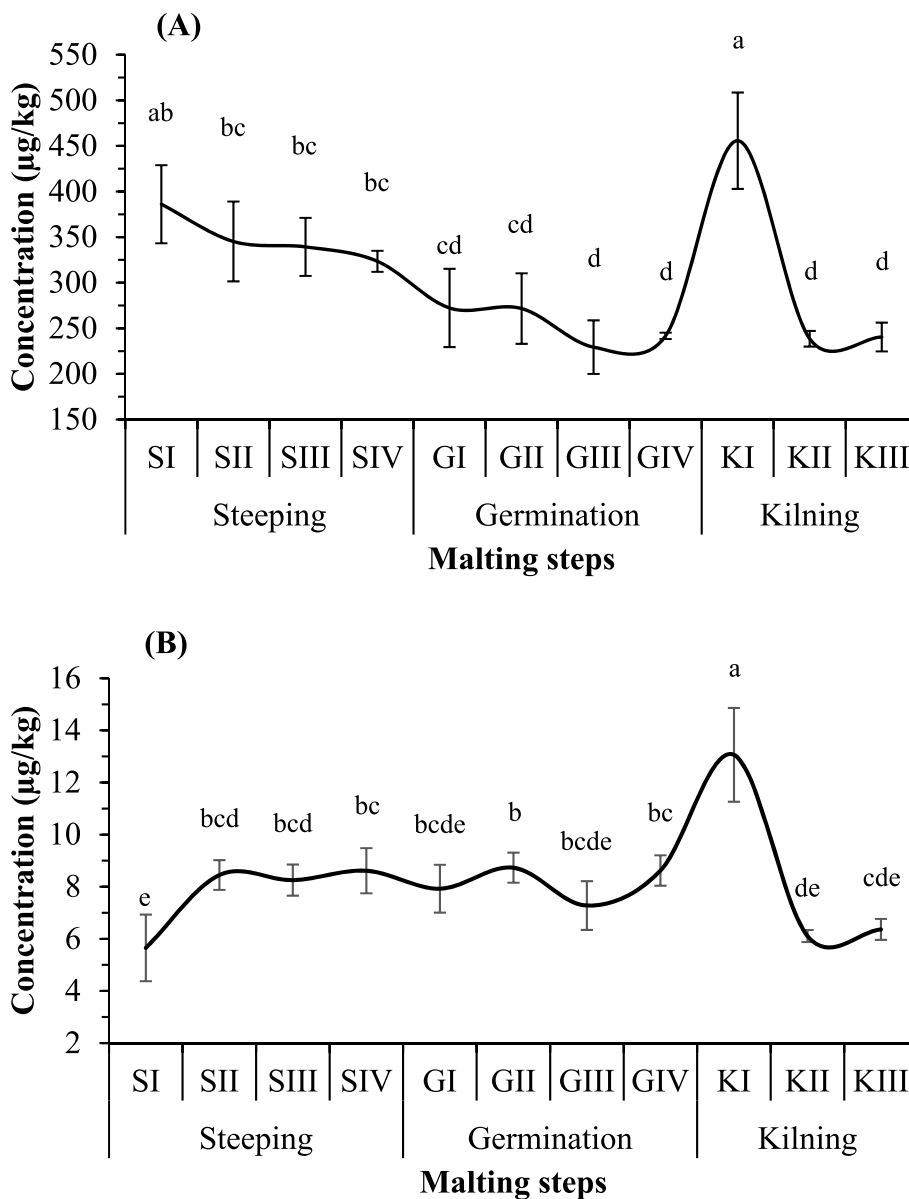 (A)
Concentration (µg/kg)
550
500
450
400
350
300
250
200
150
ab
bc
bc
bc
cd
cd
d
d
a
d
d
SI SII SIII SIV GI GII GIII GIV KI KII KIII
Steeping Germination Kilning
Malting steps
(B)
Concentration (µg/kg)
16
14
12
10
8
6
4
2
e
bcd
bcd
bc
bcde
b
bcde
bc
a
de
cde
SI SII SIII SIV GI GII GIII GIV KI KII KIII
Steeping Germination Kilning
Malting steps